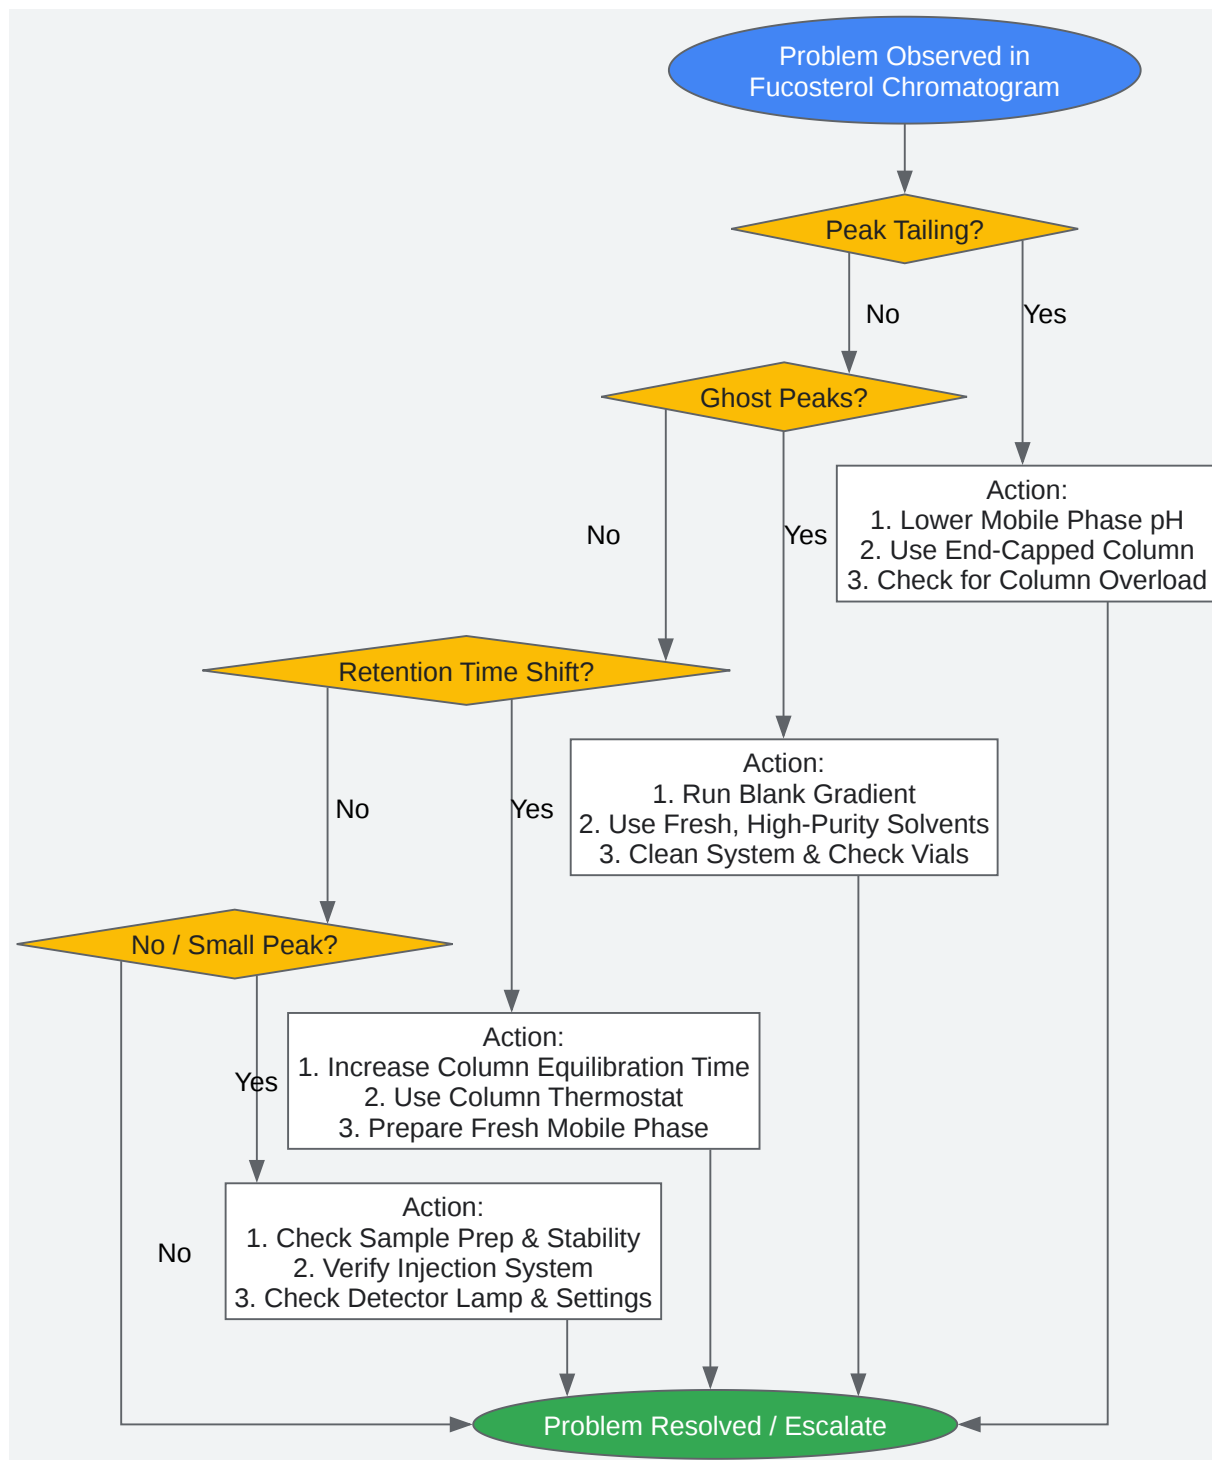 Problem Observed in
Fucosterol Chromatogram
Peak Tailing?
No
Yes
Ghost Peaks?
Action:
1. Lower Mobile Phase pH
2. Use End-Capped Column
3. Check for Column Overload
No
Yes
Retention Time Shift?
Action:
1. Run Blank Gradient
2. Use Fresh, High-Purity Solvents
3. Clean System & Check Vials
No
Yes
No / Small Peak?
Action:
1. Increase Column Equilibration Time
2. Use Column Thermostat
3. Prepare Fresh Mobile Phase
Yes
No
Action:
1. Check Sample Prep & Stability
2. Verify Injection System
3. Check Detector Lamp & Settings
Problem Resolved / Escalate